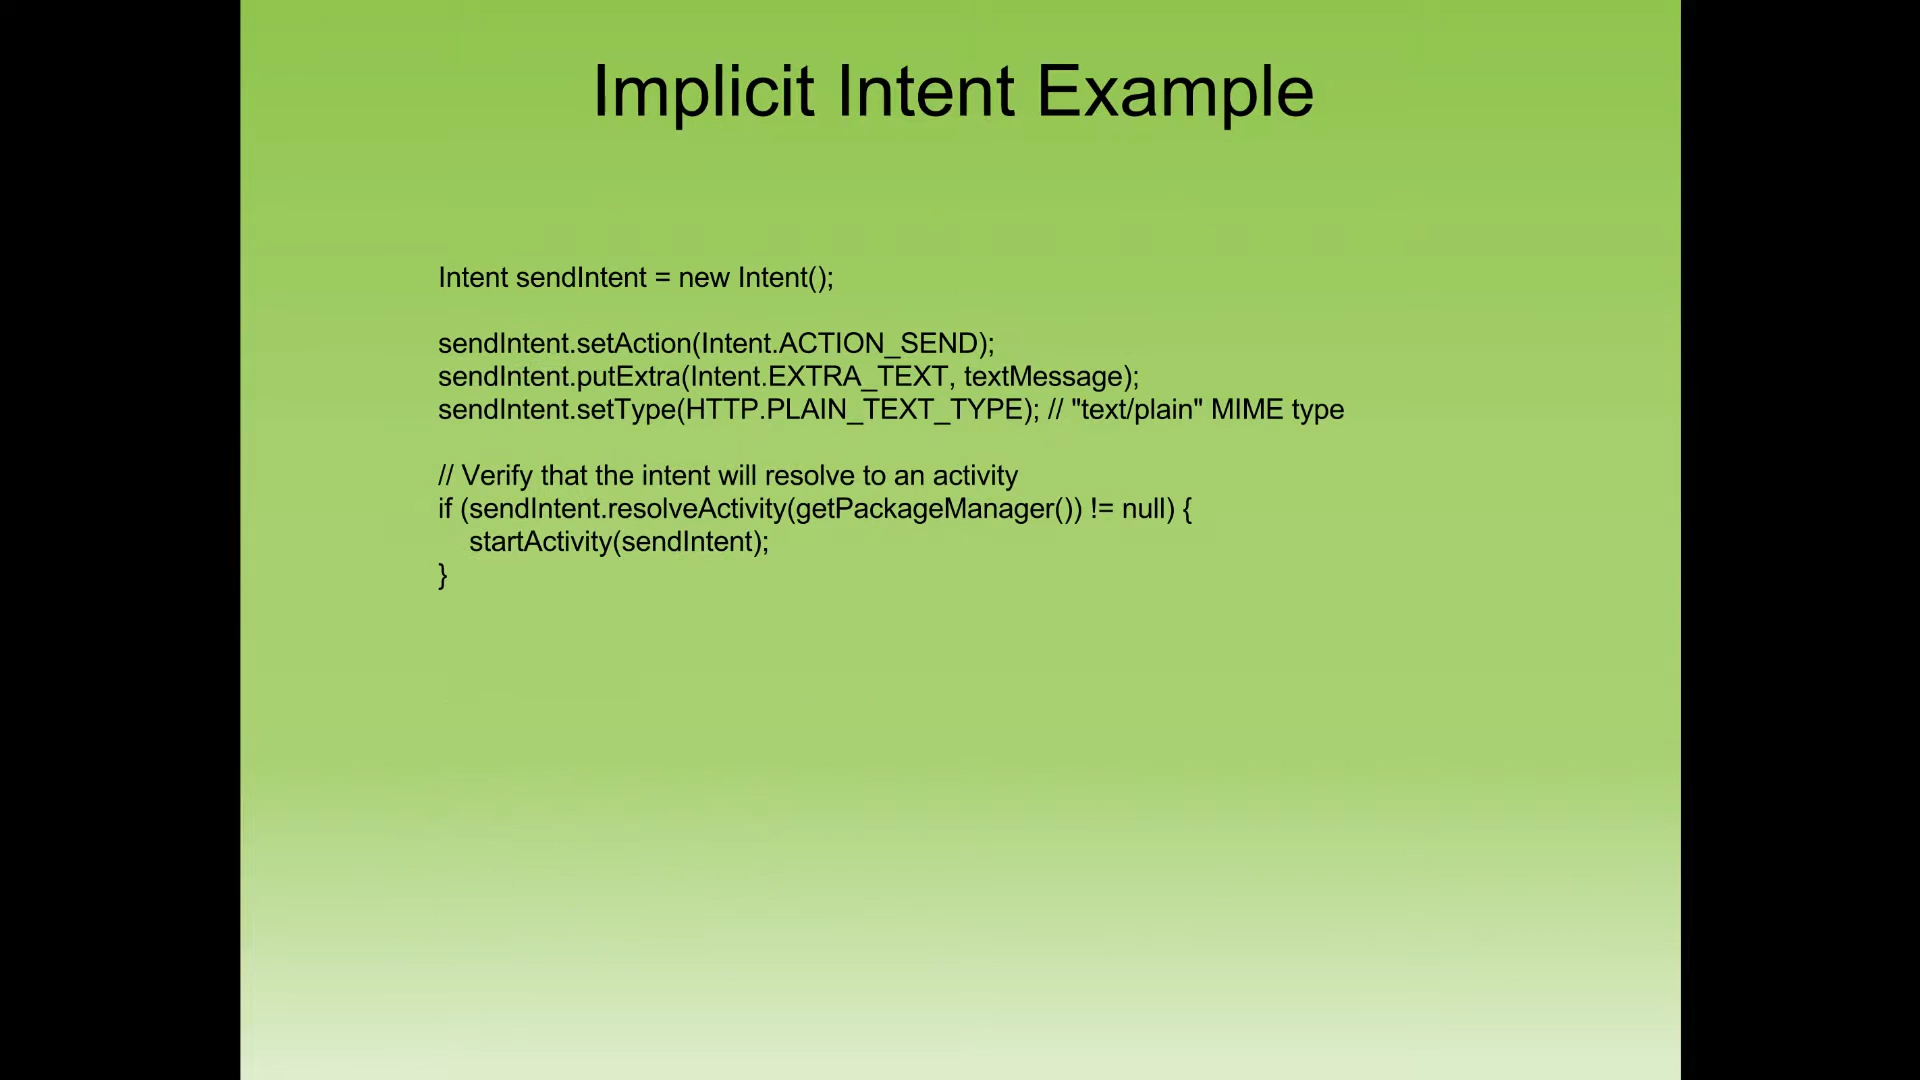 Implicit Intent Example
Intent sendIntent = new Intent();
sendIntent.setAction(Intent.ACTION_SEND);
sendIntent.putExtra(Intent.EXTRA_TEXT, textMessage);
sendIntent.setType(HTTP.PLAIN_TEXT_TYPE); // "text/plain" MIME type
// Verify that the intent will resolve to an activity
if (sendIntent.resolveActivity(getPackageManager()) != null) {
    startActivity(sendIntent);
}